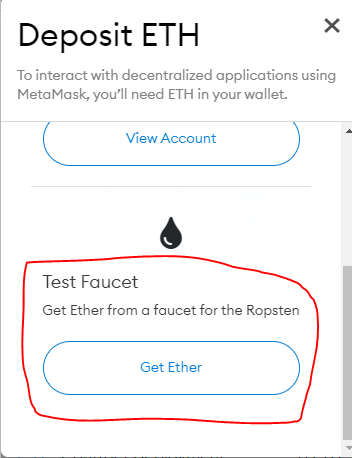 Deposit ETH
To interact with decentralized applications using
MetaMask, you'll need ETH in your wallet.
View Account
Test Faucet
Get Ether from a faucet for the Ropsten
Get Ether